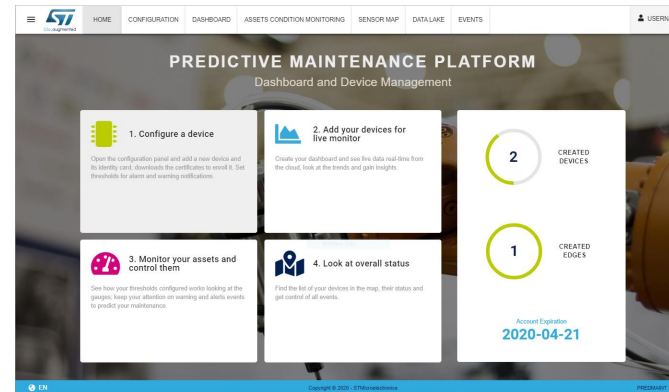 ST
life.augmented
HOME
CONFIGURATION
DASHBOARD
ASSETS CONDITION MONITORING
SENSOR MAP
DATA LAKE
EVENTS
USERN
PREDICTIVE MAINTENANCE PLATFORM
Dashboard and Device Management
1. Configure a device
Open the configuration panel and add a new device and
its identity card, downloads the certificates to enroll it. Set
thresholds for alarm and warning notifications.
2. Add your devices for
live monitor
Create your dashboard and see live data real-time from
the cloud, look at the trends and gain insights.
3. Monitor your assets and
control them
See how your thresholds configured works looking at the
gauges; keep your attention on warning and alerts events
to predict your maintenance.
4. Look at overall status
Find the list of your devices in the map, their status and
get control of all events.
2
CREATED
DEVICES
1
CREATED
EDGES
Account Expiration
2020-04-21
EN
Copyright © 2020 - STMicroelectronics
PREDMAINT